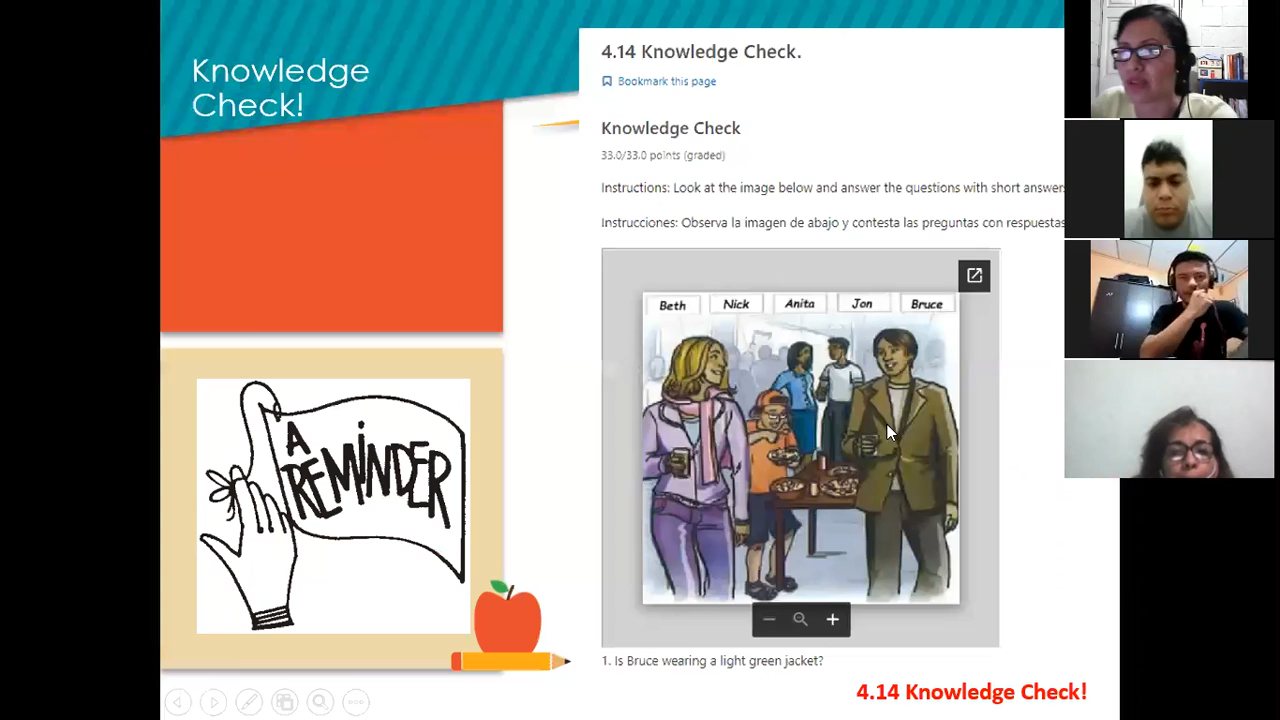 Knowledge
Check!
4.14 Knowledge Check.
Bookmark this page
Knowledge Check
33.0/33.0 points (graded)
Instructions: Look at the image below and answer the questions with short answers
Instrucciones: Observa la imagen de abajo y contesta las preguntas con respuestas
Beth Nick Anita Jon Bruce
A
REMINDER
1. Is Bruce wearing a light green jacket?
4.14 Knowledge Check!